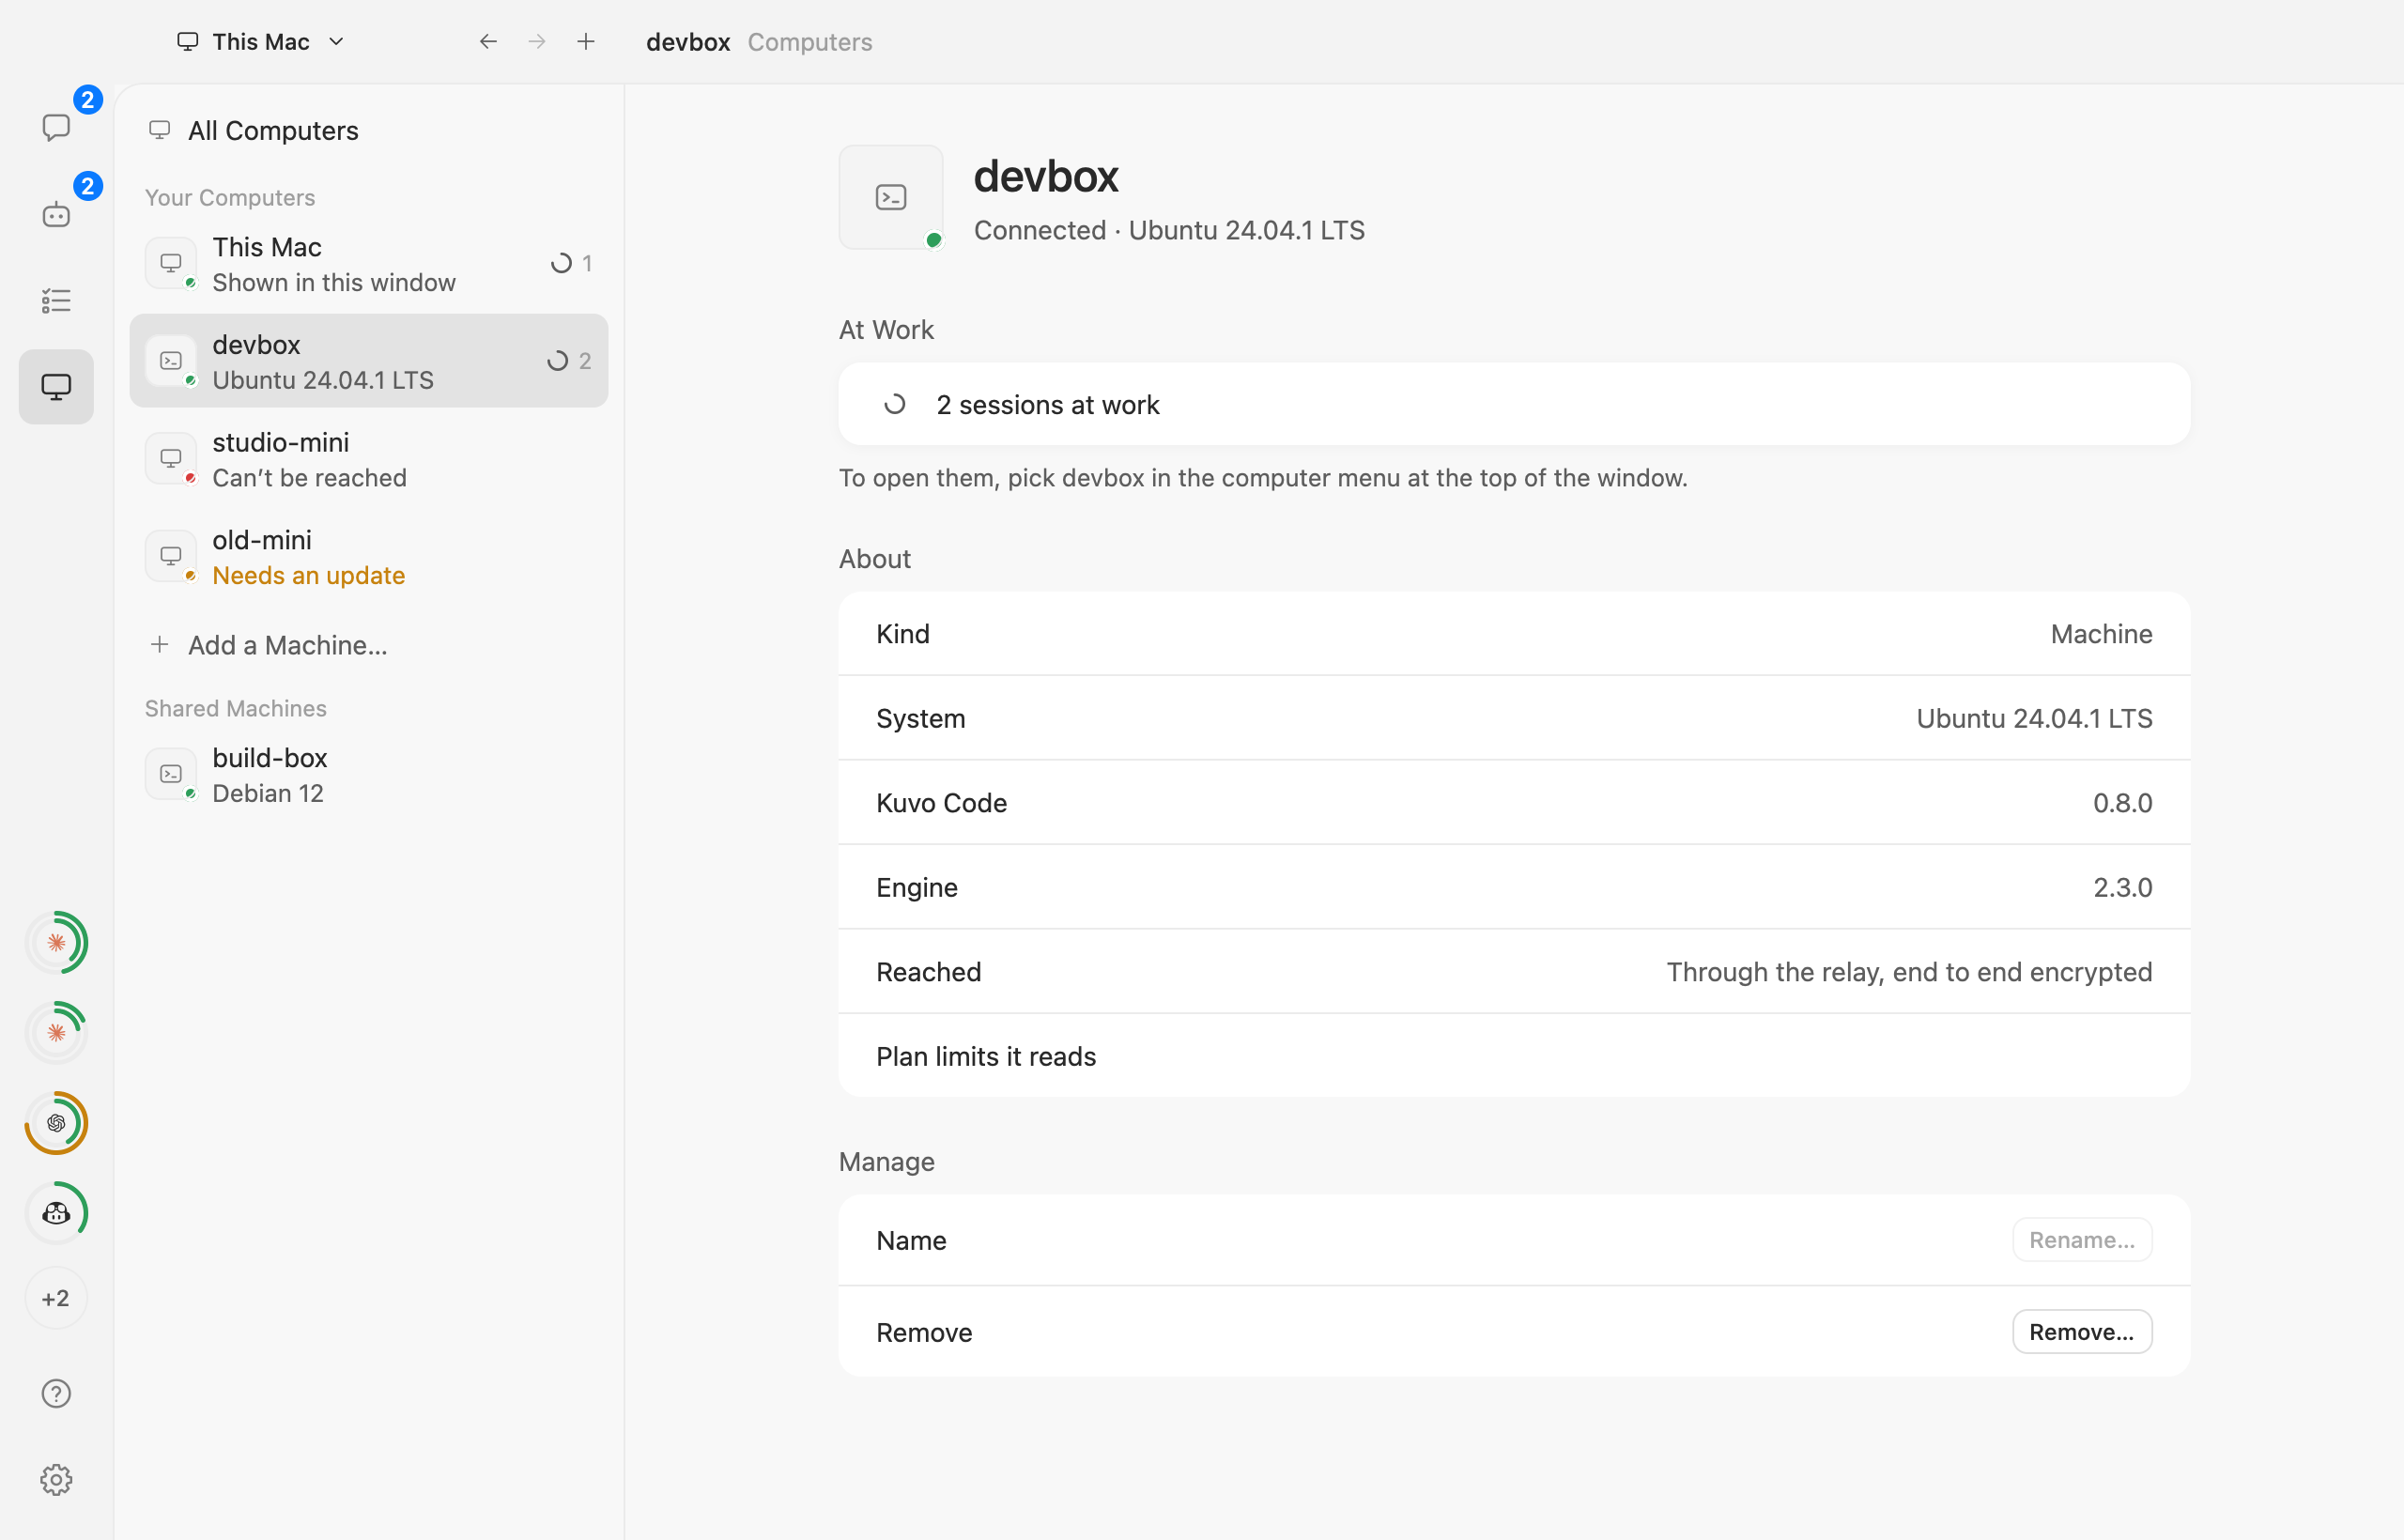 This Mac
devbox Computers
2
2
All Computers
Your Computers
This Mac
Shown in this window
1
devbox
Ubuntu 24.04.1 LTS
2
studio-mini
Can’t be reached
old-mini
Needs an update
Add a Machine...
Shared Machines
build-box
Debian 12
+2
devbox
Connected · Ubuntu 24.04.1 LTS
At Work
2 sessions at work
To open them, pick devbox in the computer menu at the top of the window.
About
Kind
Machine
System
Ubuntu 24.04.1 LTS
Kuvo Code
0.8.0
Engine
2.3.0
Reached
Through the relay, end to end encrypted
Plan limits it reads
Manage
Name
Rename...
Remove
Remove...